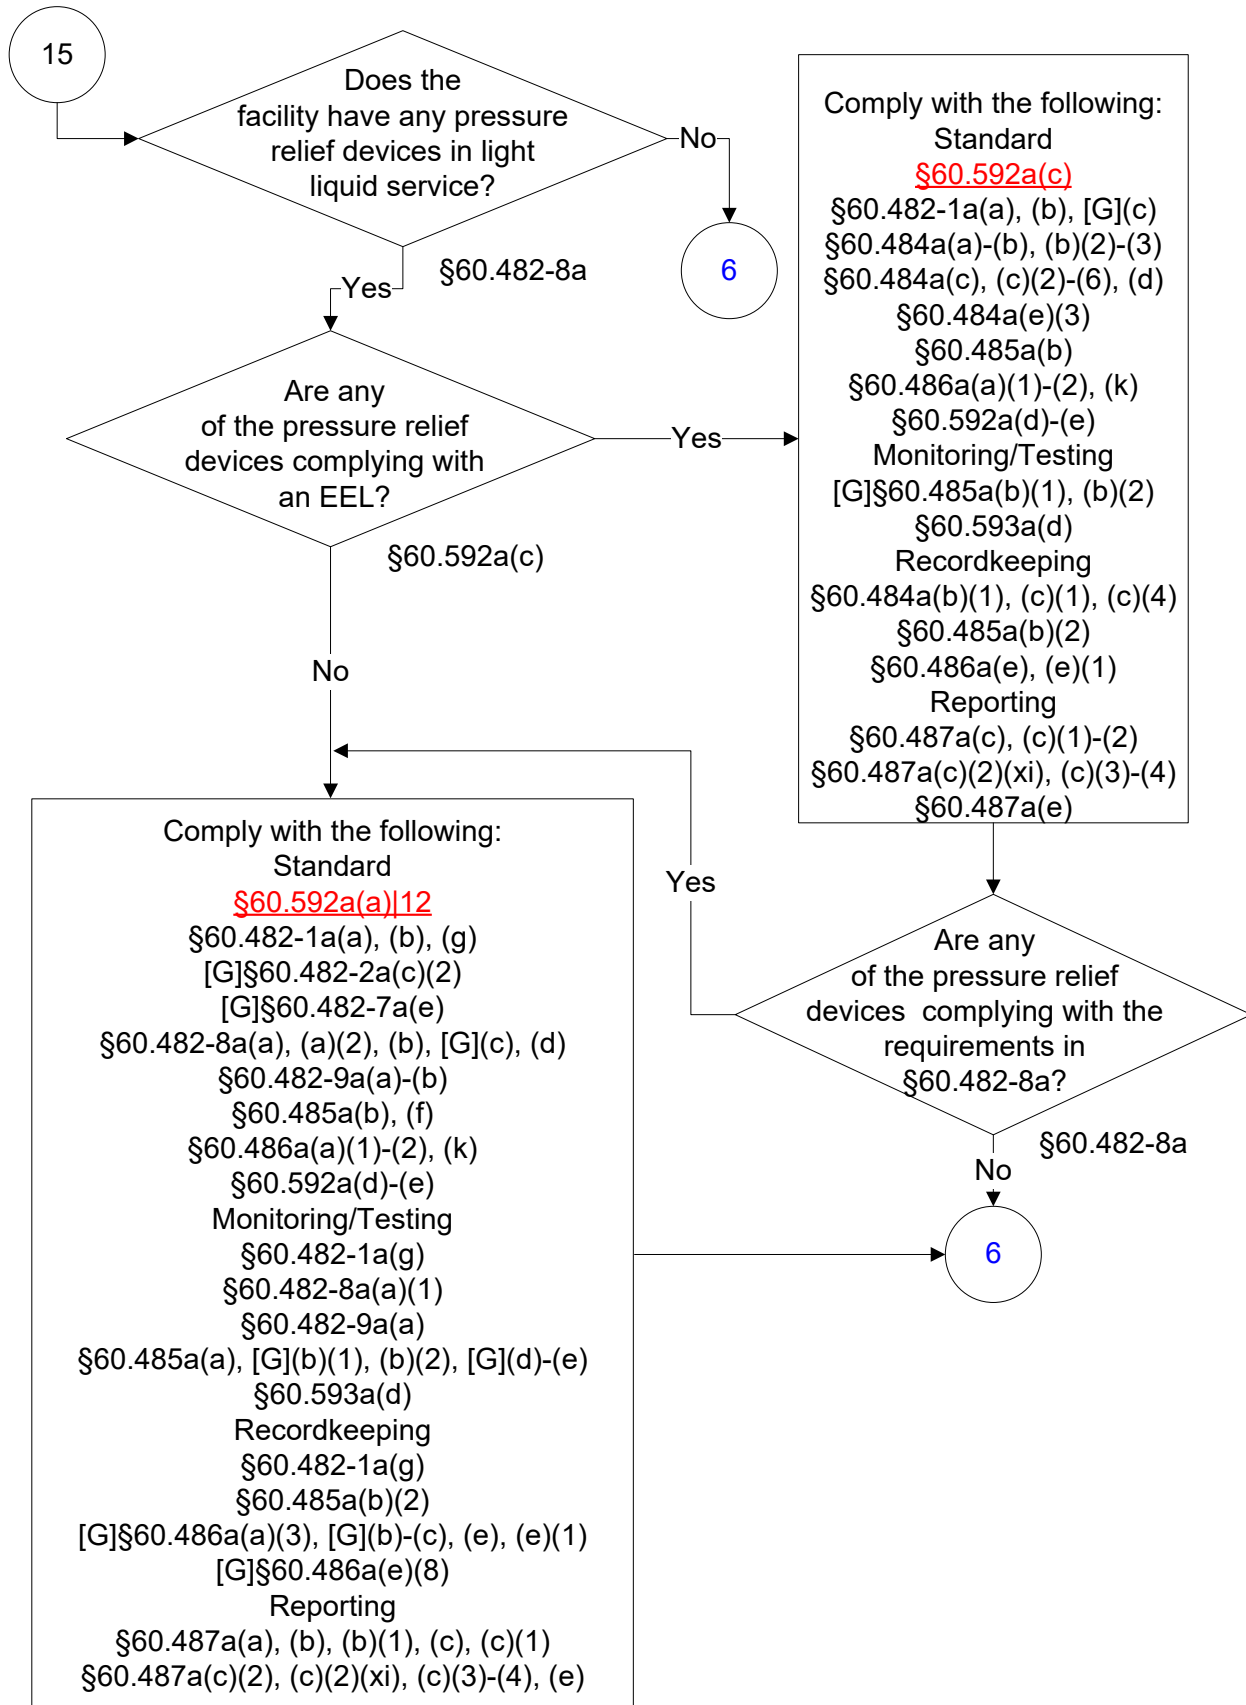 15
Does the
facility have any pressure
relief devices in light
liquid service?
No
6
§60.482-8a
Yes
Are any
of the pressure relief
devices complying with
an EEL?
Yes
§60.592a(c)
No
Comply with the following:
Standard
§60.592a(c)
§60.482-1a(a), (b), [G](c)
§60.484a(a)-(b), (b)(2)-(3)
§60.484a(c), (c)(2)-(6), (d)
§60.484a(e)(3)
§60.485a(b)
§60.486a(a)(1)-(2), (k)
§60.592a(d)-(e)
Monitoring/Testing
[G]§60.485a(b)(1), (b)(2)
§60.593a(d)
Recordkeeping
§60.484a(b)(1), (c)(1), (c)(4)
§60.485a(b)(2)
§60.486a(e), (e)(1)
Reporting
§60.487a(c), (c)(1)-(2)
§60.487a(c)(2)(xi), (c)(3)-(4)
§60.487a(e)
Yes
Are any
of the pressure relief
devices  complying with the
requirements in
§60.482-8a?
§60.482-8a
No
6
Comply with the following:
Standard
§60.592a(a)|12
§60.482-1a(a), (b), (g)
[G]§60.482-2a(c)(2)
[G]§60.482-7a(e)
§60.482-8a(a), (a)(2), (b), [G](c), (d)
§60.482-9a(a)-(b)
§60.485a(b), (f)
§60.486a(a)(1)-(2), (k)
§60.592a(d)-(e)
Monitoring/Testing
§60.482-1a(g)
§60.482-8a(a)(1)
§60.482-9a(a)
§60.485a(a), [G](b)(1), (b)(2), [G](d)-(e)
§60.593a(d)
Recordkeeping
§60.482-1a(g)
§60.485a(b)(2)
[G]§60.486a(a)(3), [G](b)-(c), (e), (e)(1)
[G]§60.486a(e)(8)
Reporting
§60.487a(a), (b), (b)(1), (c), (c)(1)
§60.487a(c)(2), (c)(2)(xi), (c)(3)-(4), (e)